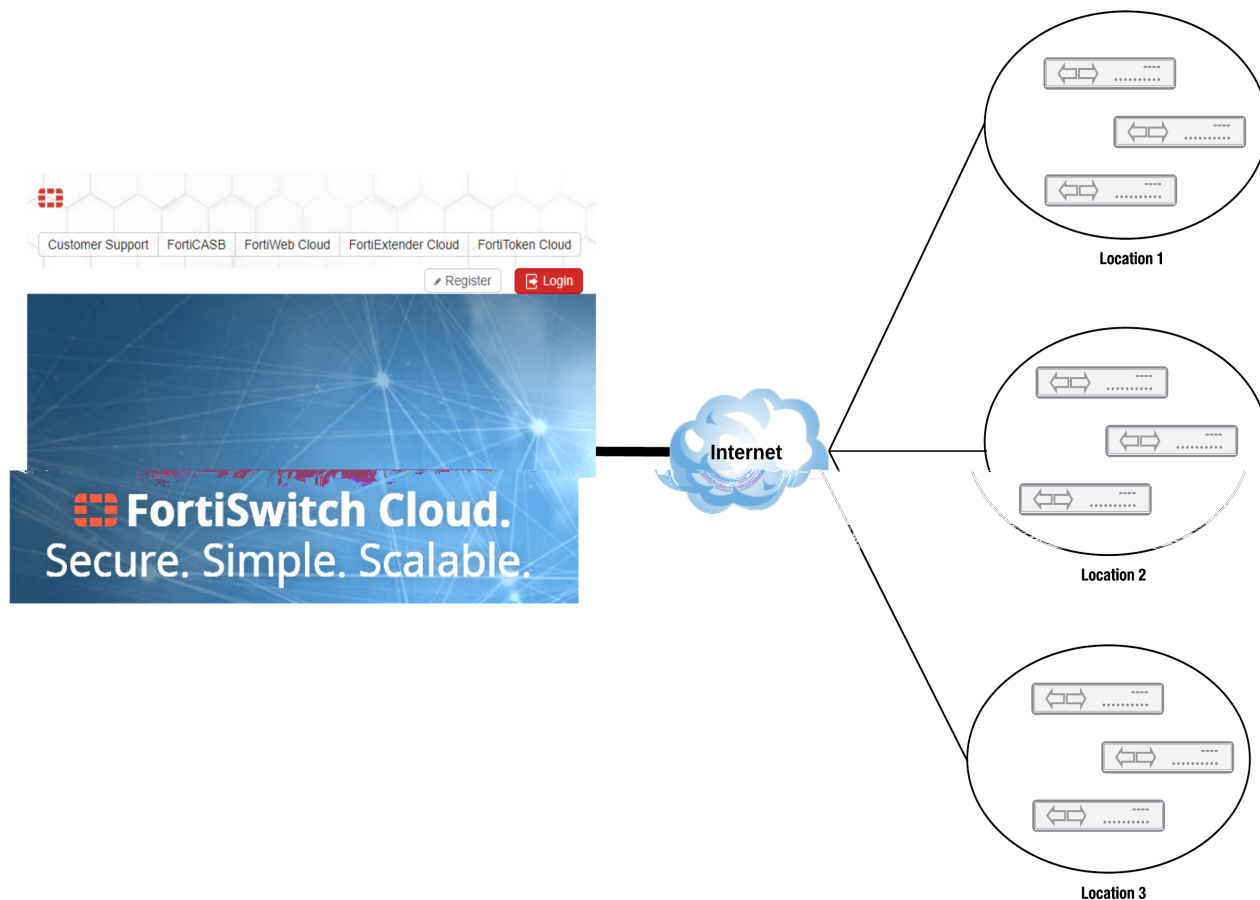 Customer Support FortiCASB FortiWeb Cloud FortiExtender Cloud FortiToken Cloud
Register Login
FortiSwitch Cloud.
Secure. Simple. Scalable.
Internet
Location 1
Location 2
Location 3